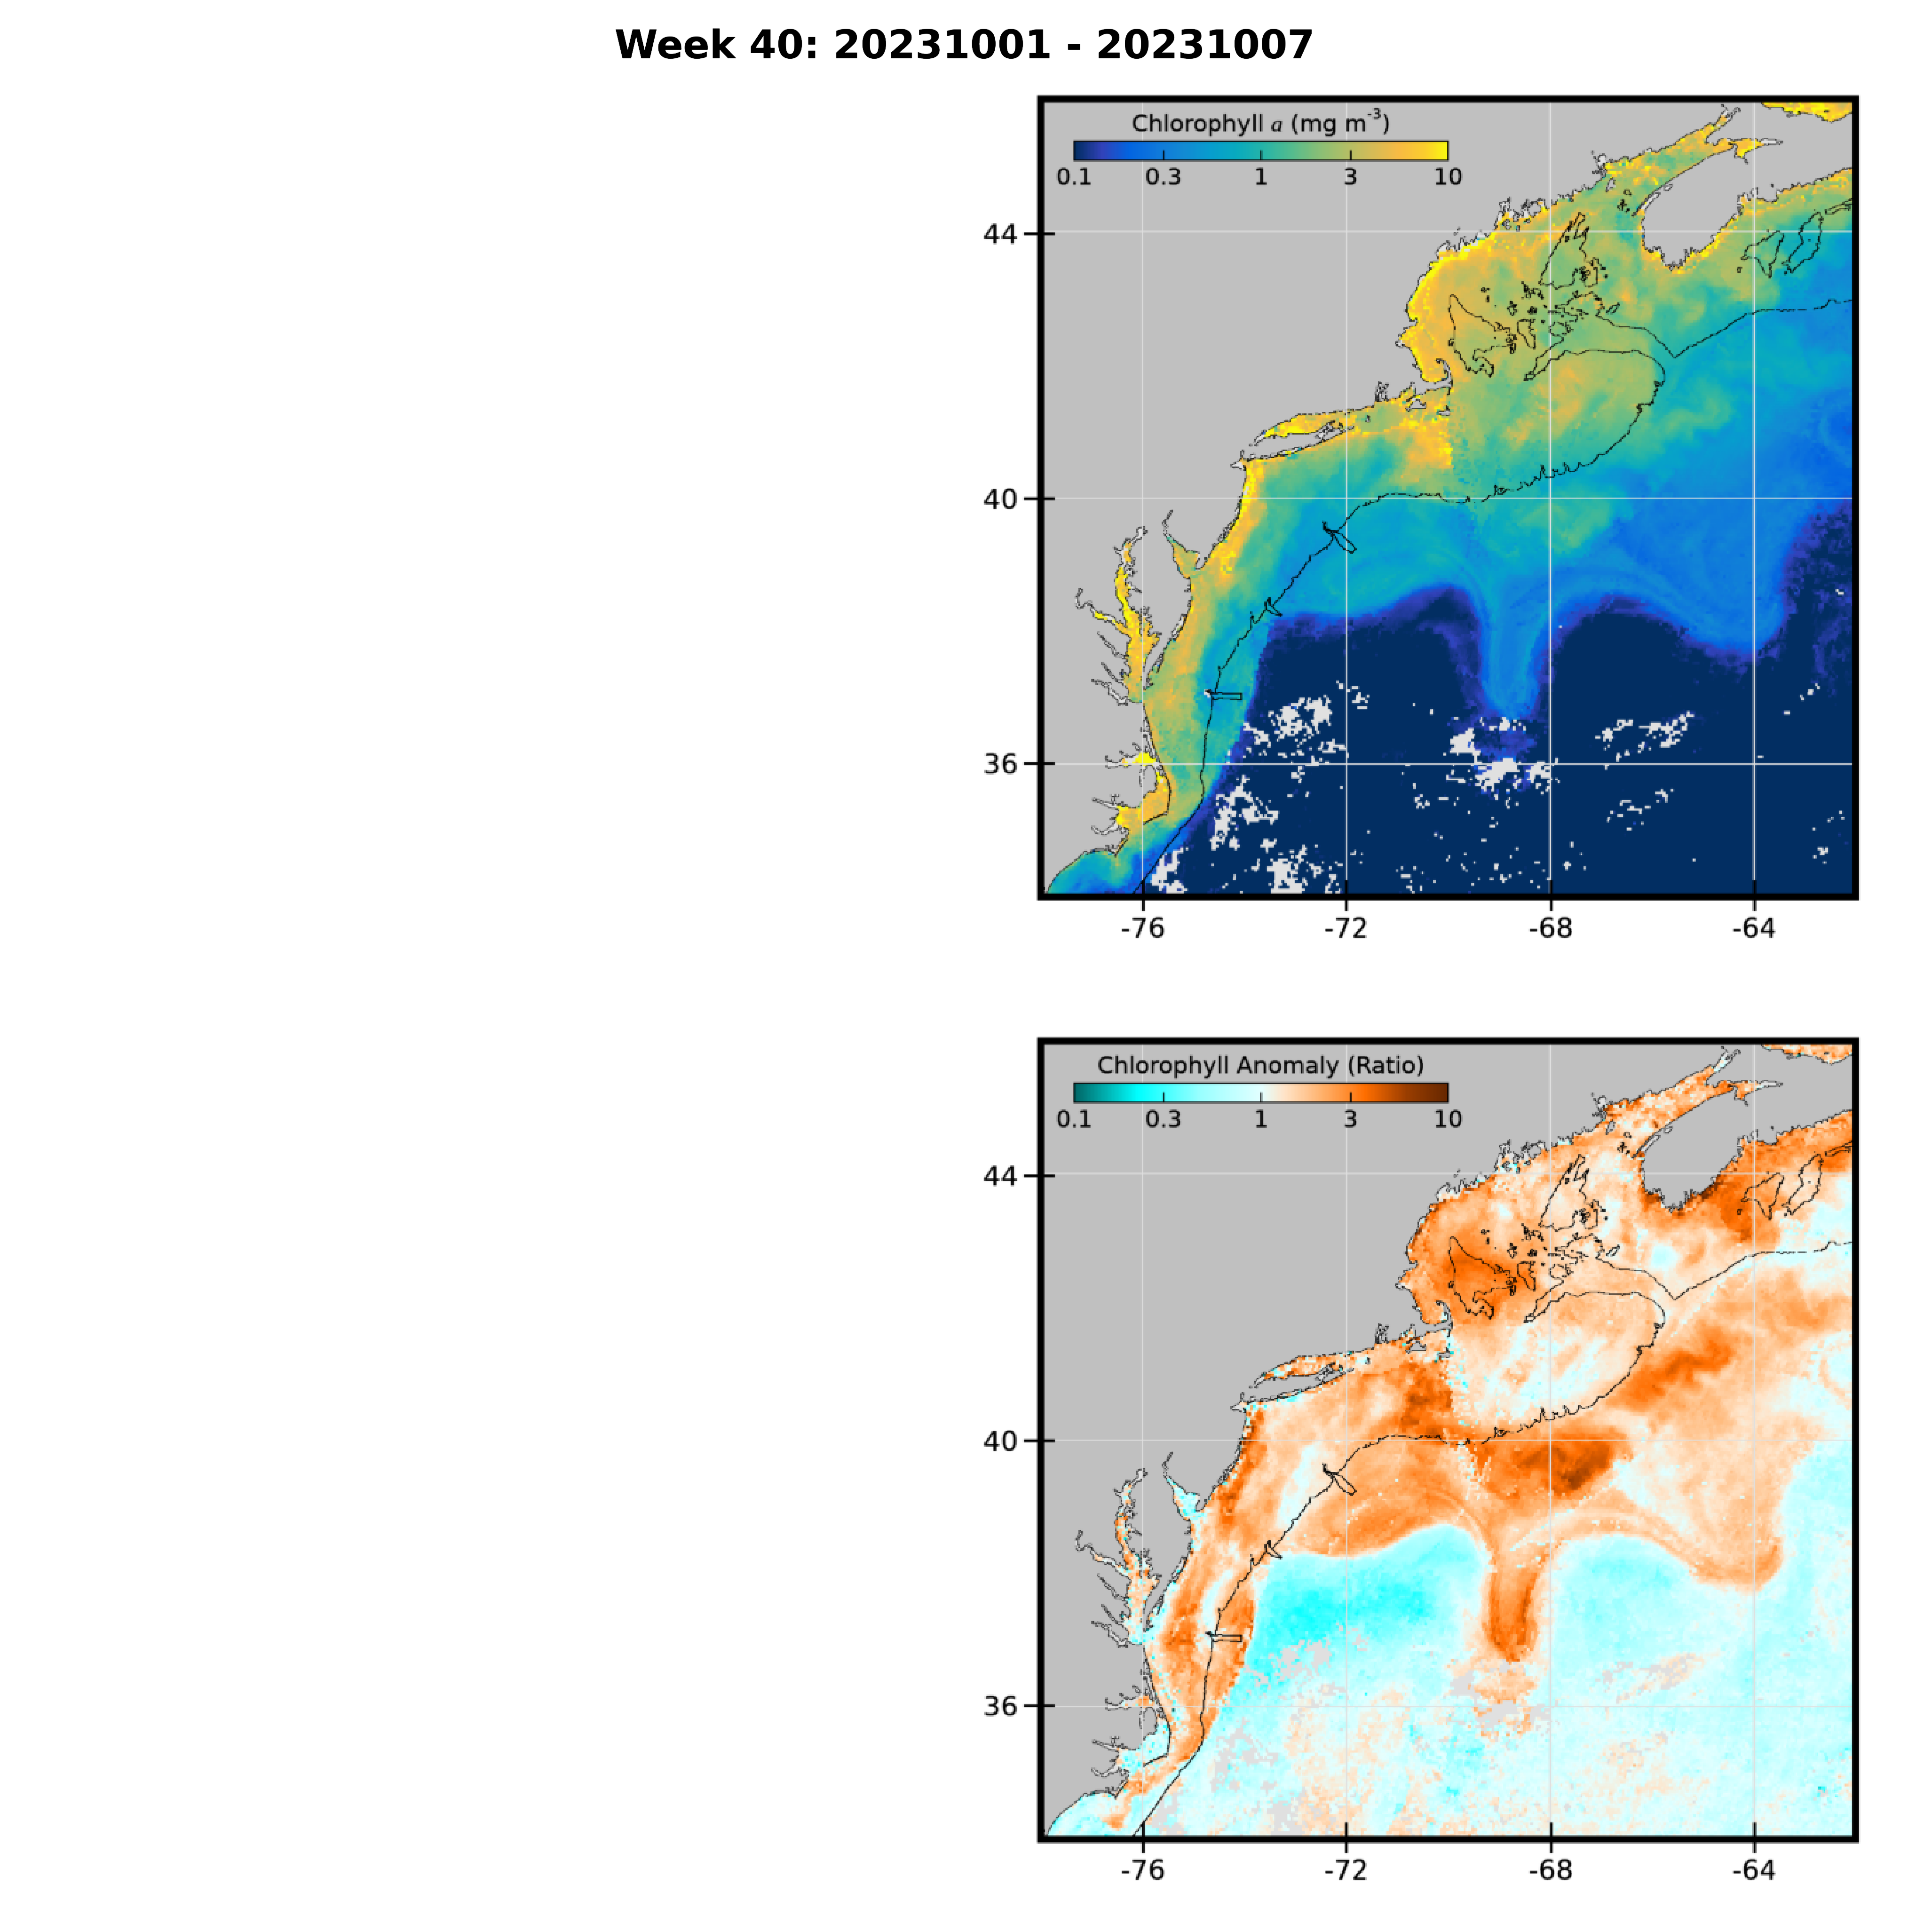 Week 40: 20231001 - 20231007
Chlorophyll a (mg m-3)
0.1 0.3 1 3 10
44
40
36
-76 -72 -68 -64
Chlorophyll Anomaly (Ratio)
0.1 0.3 1 3 10
44
40
36
-76 -72 -68 -64